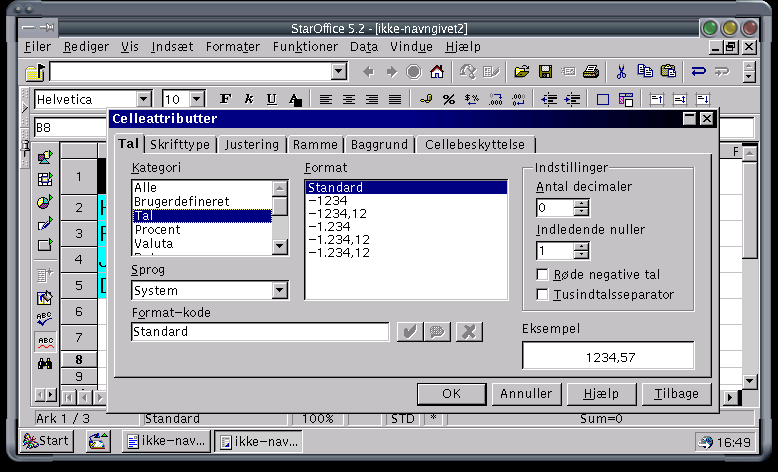 StarOffice 5.2 - [ikke-navngivet2]
Filer Rediger Vis Indsæt Formater Funktioner Data Vindue Hjælp
Helvetica 10 F k U A
B8
Celleattributter
Tal Skrifttype Justering Ramme Baggrund Cellebeskyttelse
Kategori
Alle
Brugerdefineret
Tal
Procent
Valuta
Sprog
System
Format-kode
Standard
Format
Standard
-1234
-1234,12
-1.234
-1.234,12
-1.234,12
Indstillinger
Antal decimaler
0
Indledende nuller
1
Røde negative tal
Tusindtalsseparator
Eksempel
1234,57
OK Annuller Hjælp Tilbage
F
1
2
3
4
5
6
7
8
9
Ark 1 / 3 Standard 100% STD * Sum=0
Start ikke-nav... ikke-nav... 16:49